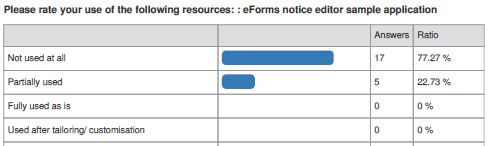 Please rate your use of the following resources: : eForms notice editor sample application
Answers Ratio
Not used at all 17 77.27 %
Partially used 5 22.73 %
Fully used as is 0 0 %
Used after tailoring/ customisation 0 0 %